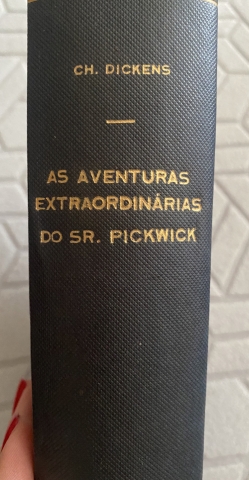 CH. DICKENS
AS AVENTURAS
EXTRAORDINÁRIAS
DO SR. PICKWICK